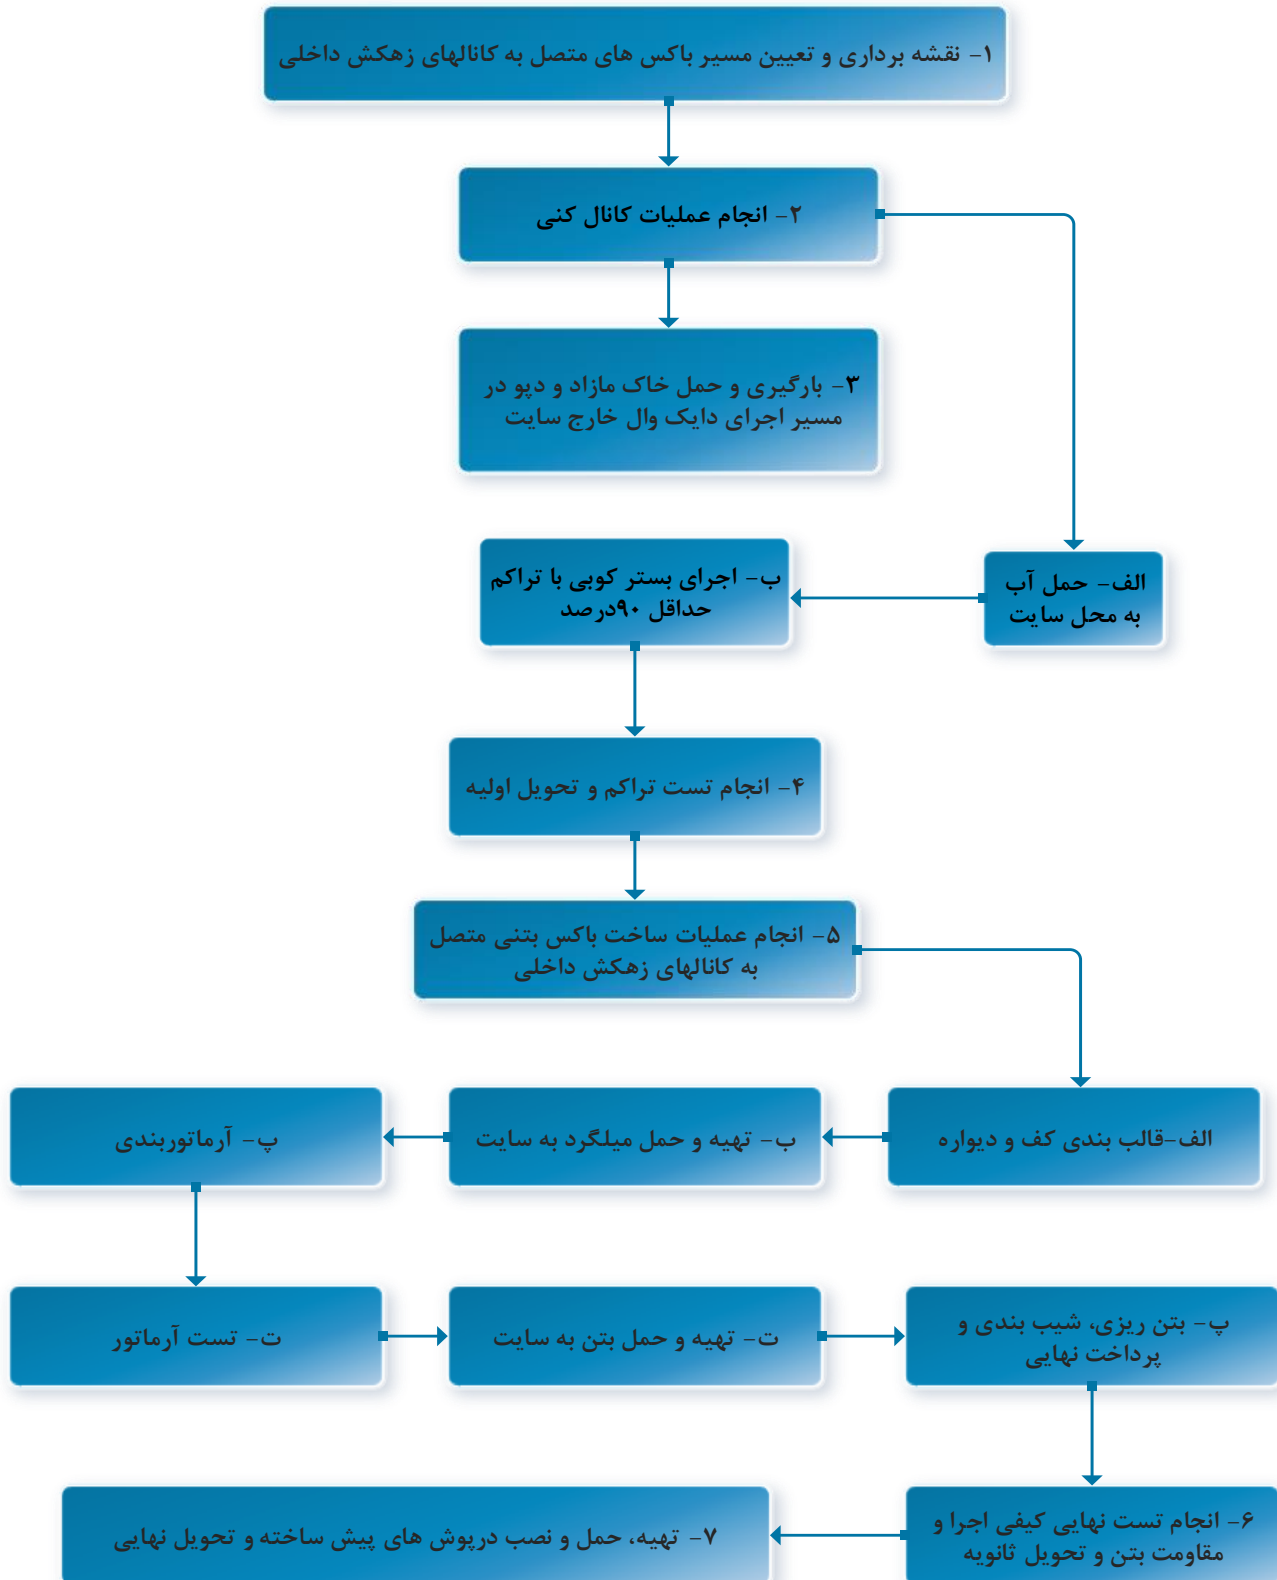 ۱- نقشه برداری و تعیین مسیر باکس های متصل به کانالهای زهکش داخلی
۲- انجام عملیات کانال کنی
۳- بارگیری و حمل خاک مازاد و دپو در
مسیر اجرای دایک وال خارج سایت
الف- حمل آب
به محل سایت
ب- اجرای بستر کوبی با تراکم
حداقل ۹۰درصد
۴- انجام تست تراکم و تحویل اولیه
۵- انجام عملیات ساخت باکس بتنی متصل
به کانالهای زهکش داخلی
الف-قالب بندی کف و دیواره
ب- تهیه و حمل میلگرد به سایت
پ- آرماتوربندی
ت- تست آرماتور
ت- تهیه و حمل بتن به سایت
پ- بتن ریزی، شیب بندی و
پرداخت نهایی
۶- انجام تست نهایی کیفی اجرا و
مقاومت بتن و تحویل ثانویه
۷- تهیه، حمل و نصب درپوش های پیش ساخته و تحویل نهایی